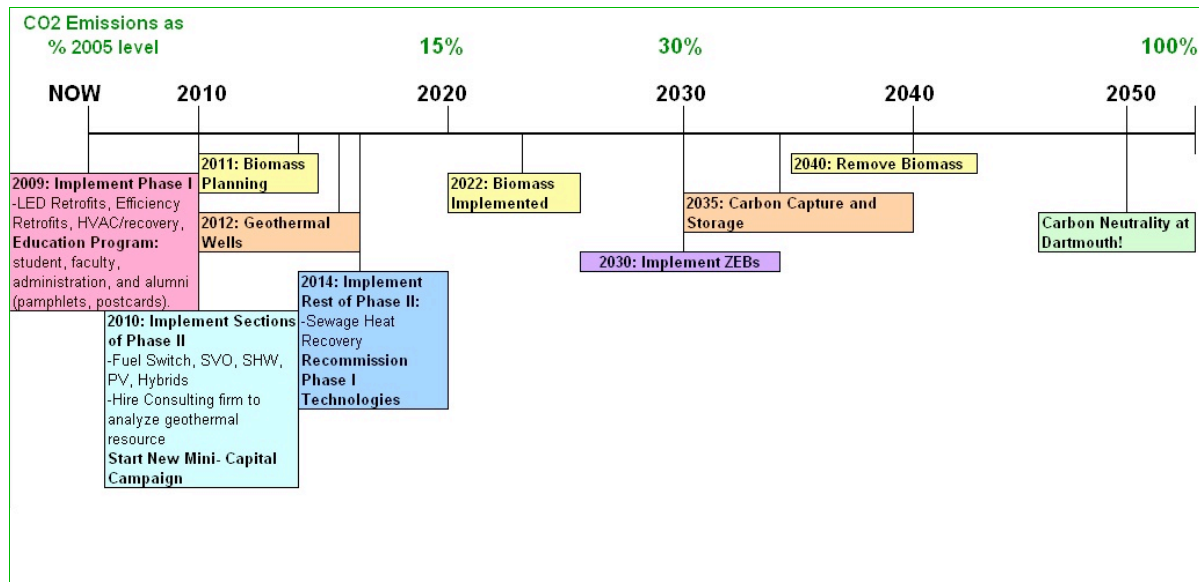 CO2 Emissions as
% 2005 level
15%
30%
100%
NOW
2010
2020
2030
2040
2050
2009: Implement Phase I
-LED Retrofits, Efficiency
Retrofits, HVAC/recovery,
Education Program:
student, faculty,
administration, and alumni
(pamphlets, postcards).
2011: Biomass
Planning
2012: Geothermal
Wells
2010: Implement Sections
of Phase II
-Fuel Switch, SVO, SHW,
PV, Hybrids
-Hire Consulting firm to
analyze geothermal
resource
Start New Mini- Capital
Campaign
2014: Implement
Rest of Phase II:
-Sewage Heat
Recovery
Recommission
Phase I
Technologies
2022: Biomass
Implemented
2030: Implement ZEBs
2035: Carbon Capture and
Storage
2040: Remove Biomass
Carbon Neutrality at
Dartmouth!